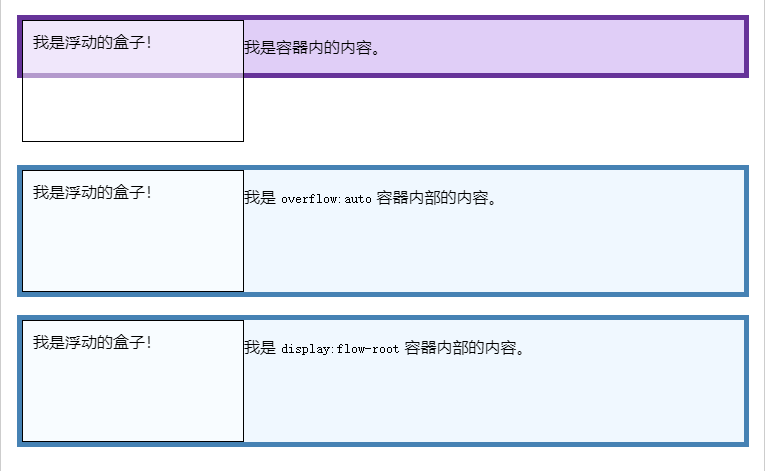 我是浮动的盒子！
我是容器内的内容。
我是浮动的盒子！
我是 overflow:auto 容器内部的内容。
我是浮动的盒子！
我是 display:flow-root 容器内部的内容。